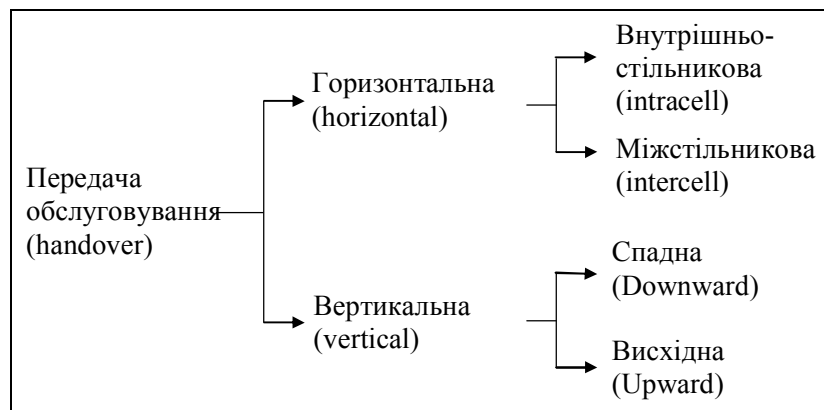 Передача
обслуговування
(handover)
Горизонтальна
(horizontal)
Внутрішньо-
стільникова
(intracell)
Міжстільникова
(intercell)
Вертикальна
(vertical)
Спадна
(Downward)
Висхідна
(Upward)